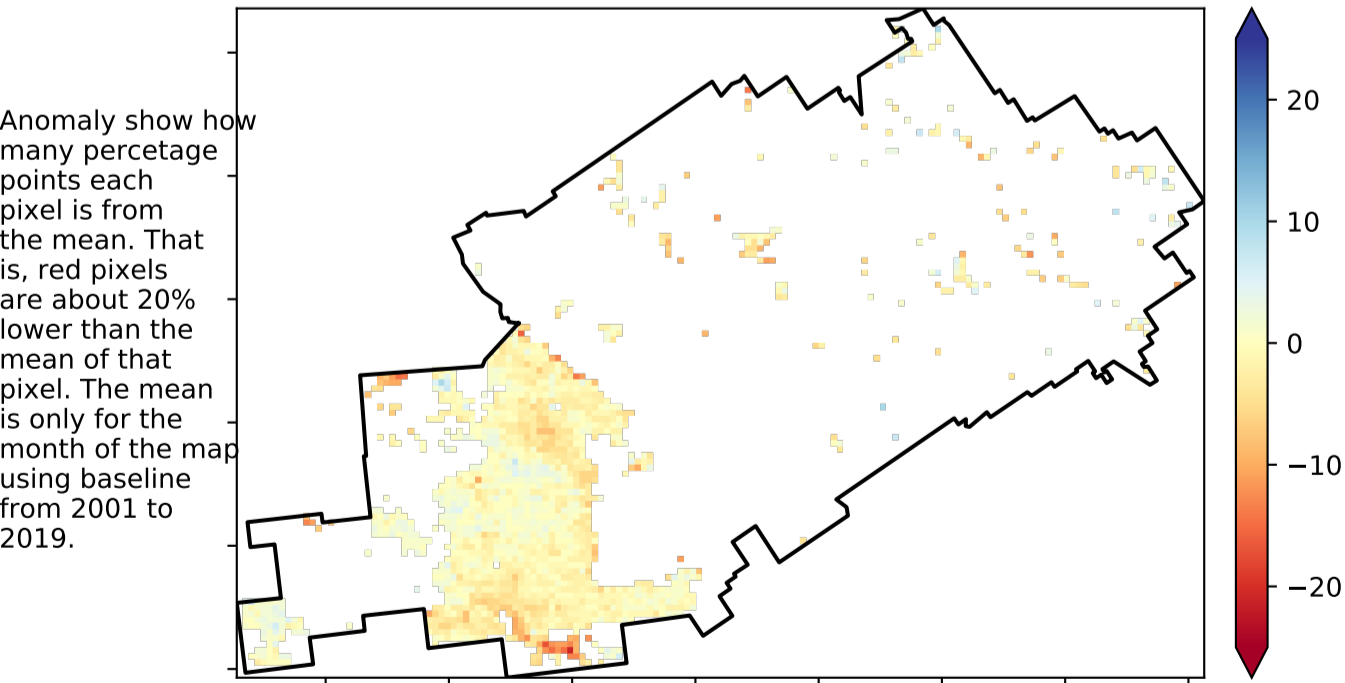 Anomaly show how
many percetage
points each
pixel is from
the mean. That
is, red pixels
are about 20%
lower than the
mean of that
pixel. The mean
is only for the
month of the map
using baseline
from 2001 to
2019.
20
10
0
−10
−20